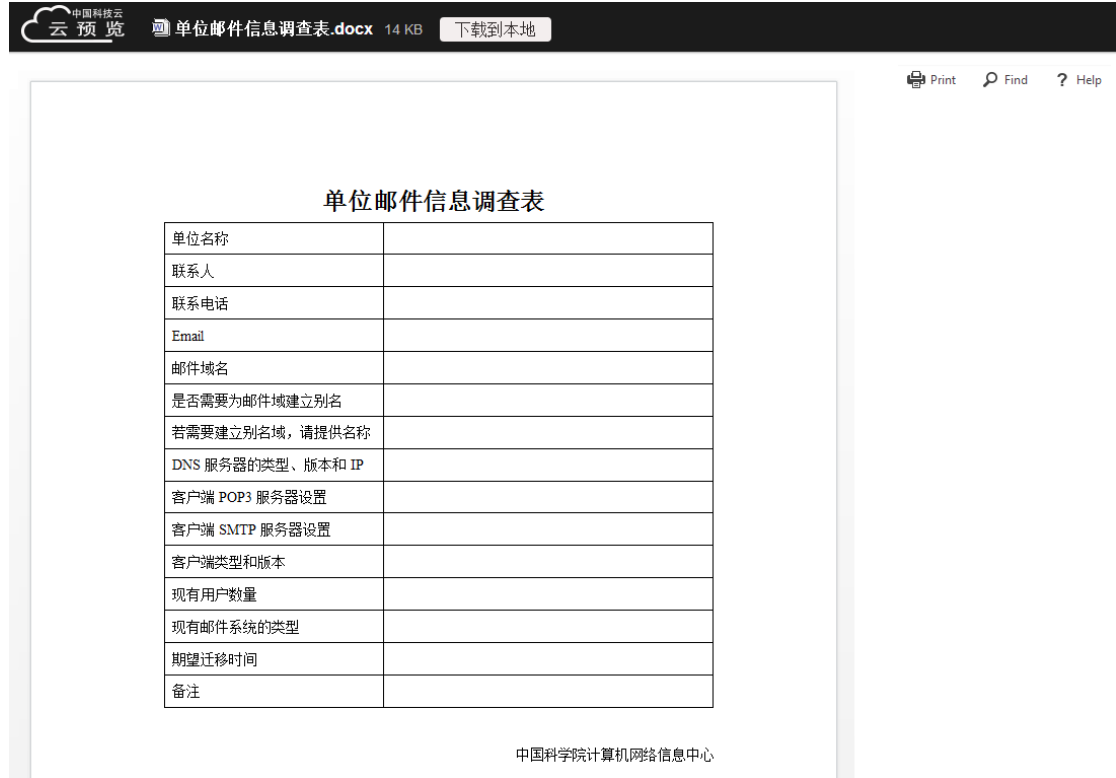 中国科技云
云预览
单位邮件信息调查表.docx 14 KB 下载到本地
Print Find ? Help
单位邮件信息调查表
单位名称
联系人
联系电话
Email
邮件域名
是否需要为邮件域建立别名
若需要建立别名域，请提供名称
DNS 服务器的类型、版本和 IP
客户端 POP3 服务器设置
客户端 SMTP 服务器设置
客户端类型和版本
现有用户数量
现有邮件系统的类型
期望迁移时间
备注
中国科学院计算机网络信息中心